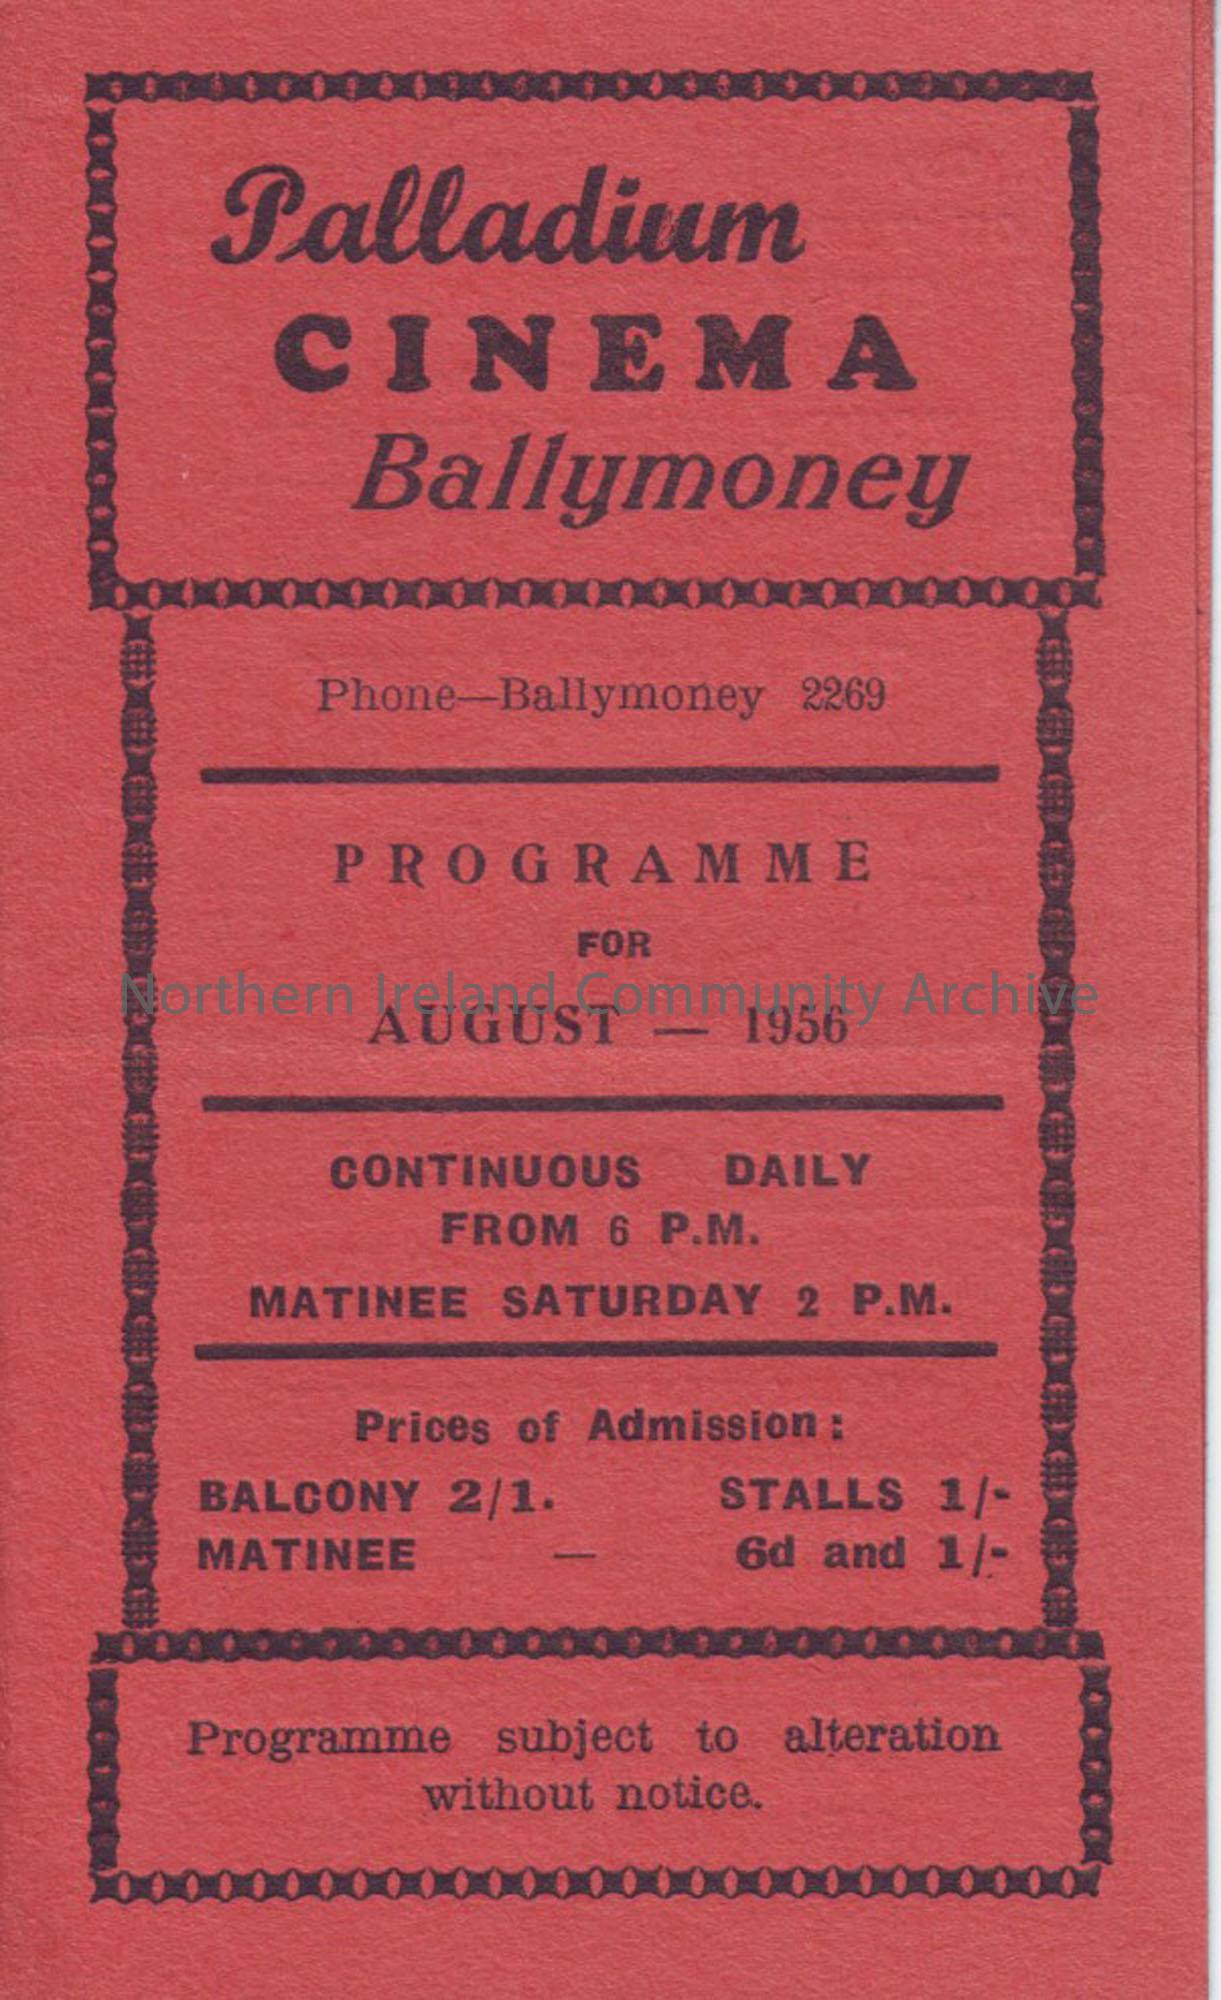 Palladium
CINEMA
Ballymoney
Phone—Ballymoney 2269
PROGRAMME
FOR
Northern Ireland Community Archive
AUGUST — 1956
CONTINUOUS DAILY
FROM 6 P.M.
MATINEE SATURDAY 2 P.M.
Prices of Admission :
BALCONY 2/1. STALLS 1/-
MATINEE — 6d and 1/-
Programme subject to alteration
without notice.